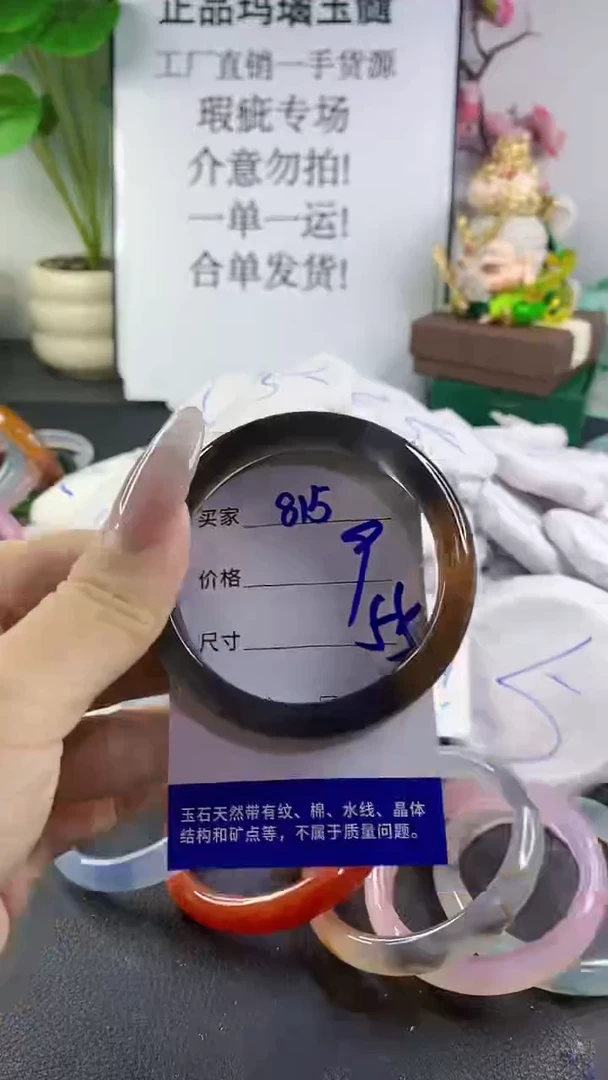 正品玛瑙玉髓
工厂直销一手货源
瑕疵专场
介意勿拍!
一单一运!
合单发货!
买家 815
价格 9
尺寸 55
玉石天然带有纹、棉、水线、晶体
结构和矿点等，不属于质量问题。